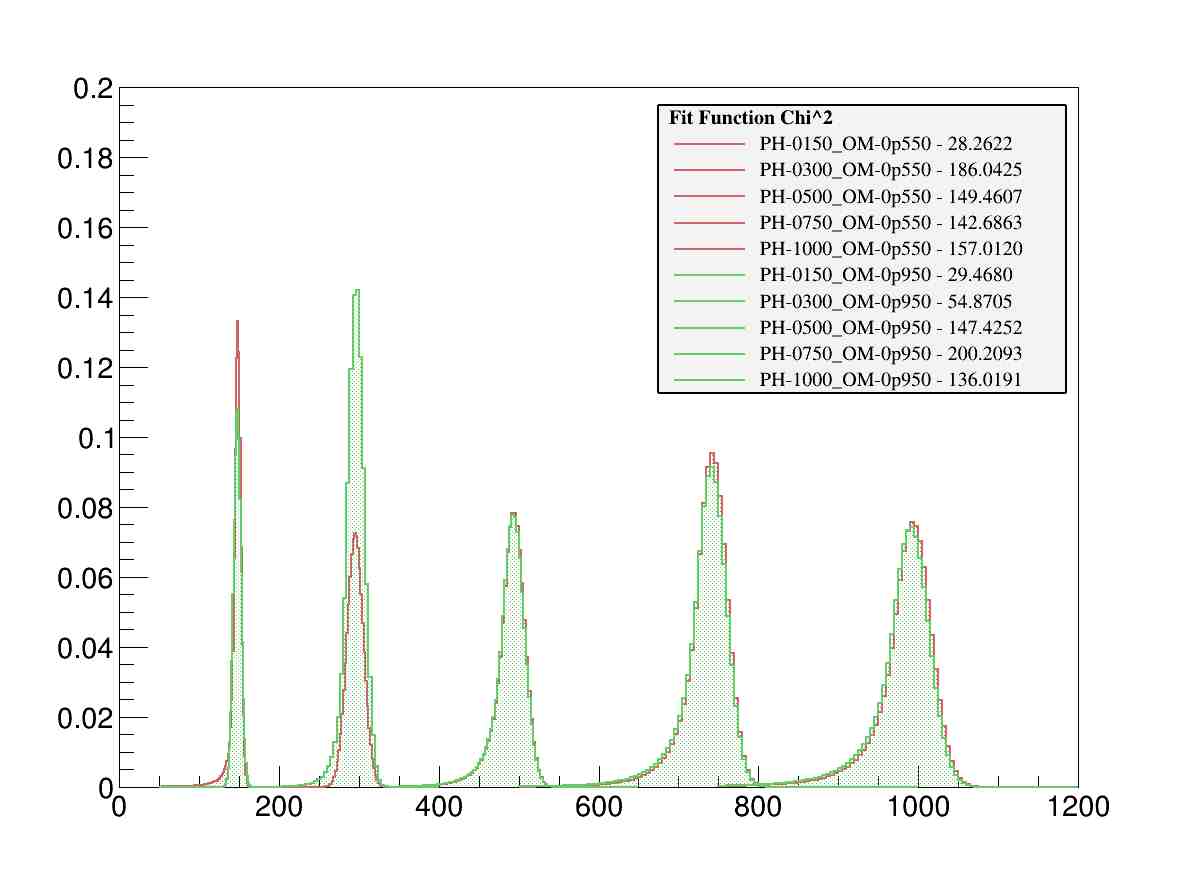 0.2
0.18
0.16
0.14
0.12
0.1
0.08
0.06
0.04
0.02
0
0 200 400 600 800 1000 1200
Fit Function Chi^2
PH-0150_OM-0p550 - 28.2622
PH-0300_OM-0p550 - 186.0425
PH-0500_OM-0p550 - 149.4607
PH-0750_OM-0p550 - 142.6863
PH-1000_OM-0p550 - 157.0120
PH-0150_OM-0p950 - 29.4680
PH-0300_OM-0p950 - 54.8705
PH-0500_OM-0p950 - 147.4252
PH-0750_OM-0p950 - 200.2093
PH-1000_OM-0p950 - 136.0191